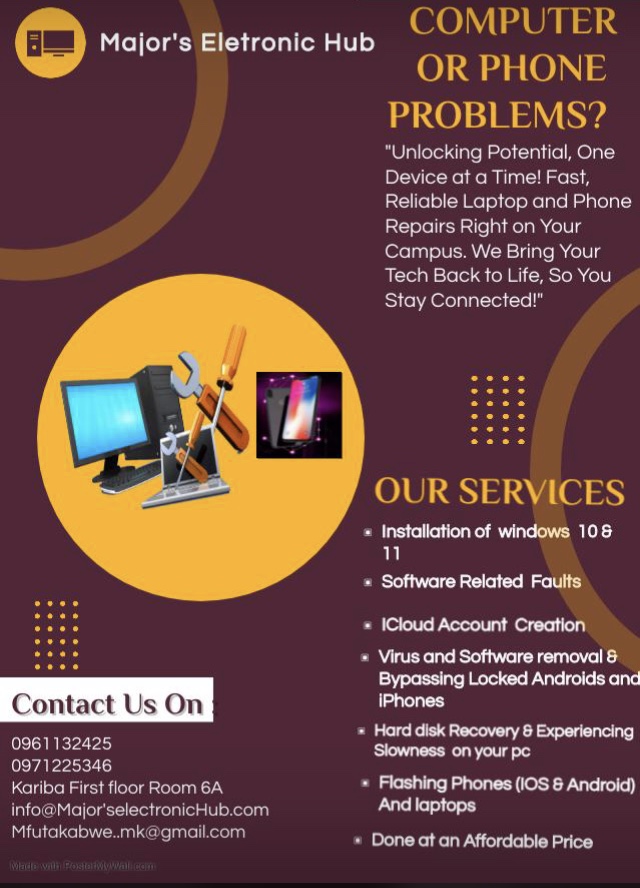 Major's Eletronic Hub
COMPUTER
OR PHONE
PROBLEMS?
"Unlocking Potential, One
Device at a Time! Fast,
Reliable Laptop and Phone
Repairs Right on Your
Campus. We Bring Your
Tech Back to Life, So You
Stay Connected!"
OUR SERVICES
Installation of windows 10 &
11
Software Related Faults
ICloud Account Creation
Virus and Software removal &
Bypassing Locked Androids and
iPhones
Hard disk Recovery & Experiencing
Slowness on your pc
Flashing Phones (IOS & Android)
And laptops
Done at an Affordable Price
Contact Us On :
0961132425
0971225346
Kariba First floor Room 6A
info@Major'selectronicHub.com
Mfutakabwe..mk@gmail.com
Made with PosterMyWall.com